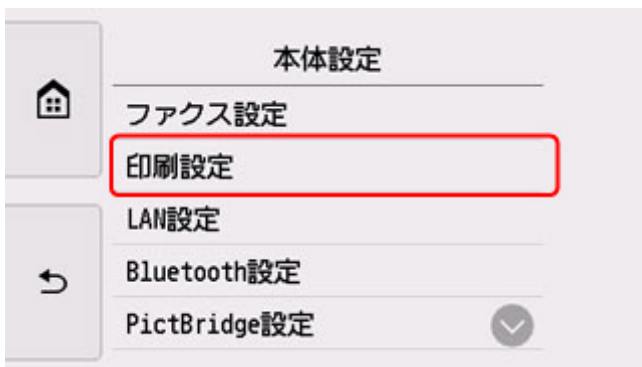 本体設定
ファクス設定
印刷設定
LAN設定
Bluetooth設定
PictBridge設定